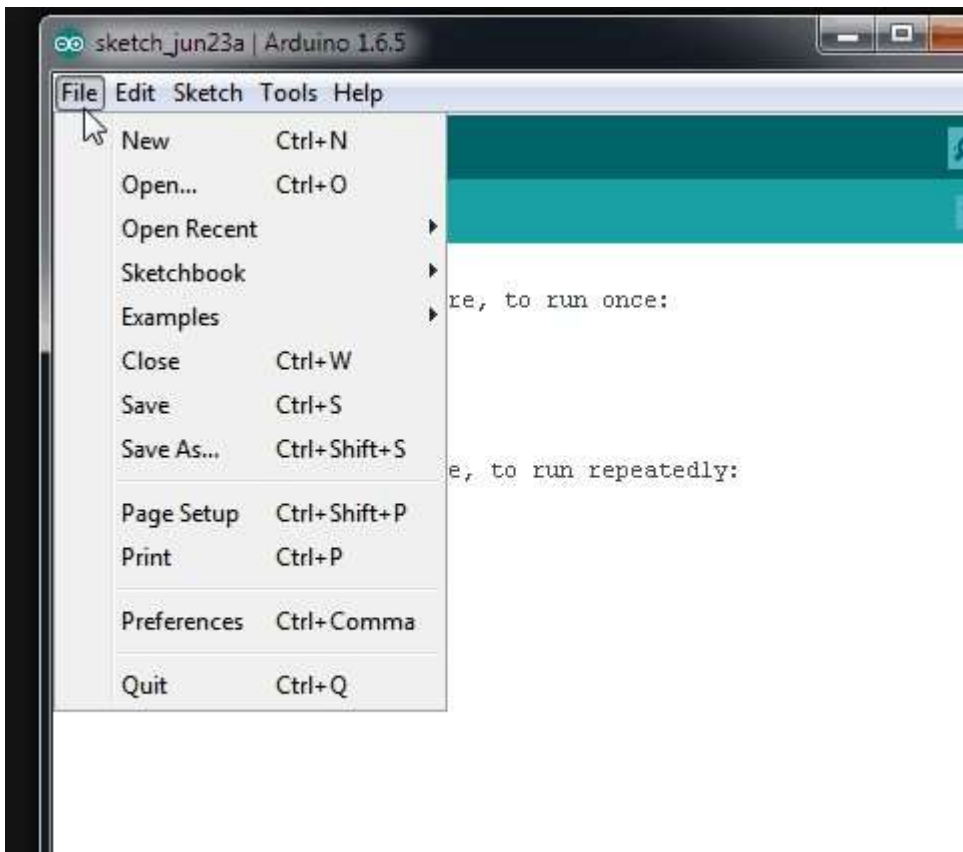 sketch_jun23a | Arduino 1.6.5
File Edit Sketch Tools Help
New Ctrl+N
Open... Ctrl+O
Open Recent
Sketchbook
re, to run once:
Examples
Close Ctrl+W
Save Ctrl+S
Save As... Ctrl+Shift+S
e, to run repeatedly:
Page Setup Ctrl+Shift+P
Print Ctrl+P
Preferences Ctrl+Comma
Quit Ctrl+Q